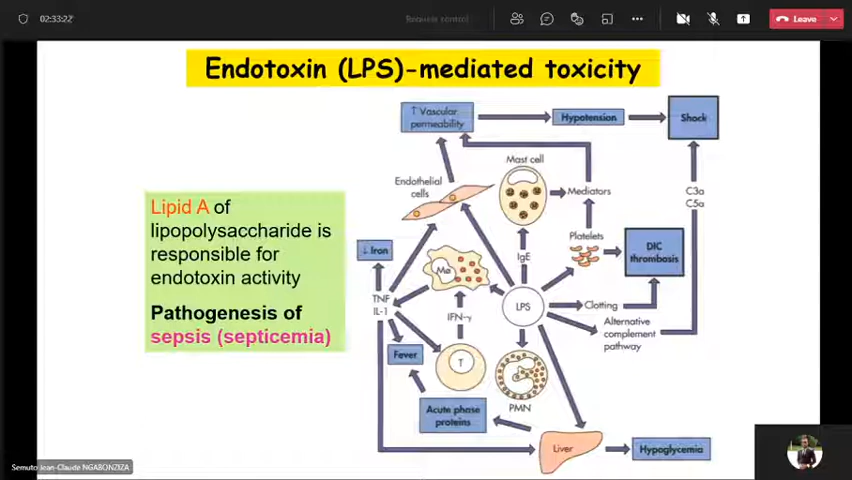 02:33:22
Request control
Leave
Endotoxin (LPS)-mediated toxicity
Lipid A of
lipopolysaccharide is
responsible for
endotoxin activity
Pathogenesis of
sepsis (septicemia)
↑ Vascular
permeability
Hypotension
Shock
Mast cell
Endothelial
cells
Mediators
C3a
C5a
Platelets
↓ Iron
IgE
DIC
thrombosis
Mø
TNF
IL-1
LPS
Clotting
IFN-γ
Alternative
complement
pathway
Fever
T
PMN
Acute phase
proteins
Liver
Hypoglycemia
Semuto Jean-Claude NGABONZIZA